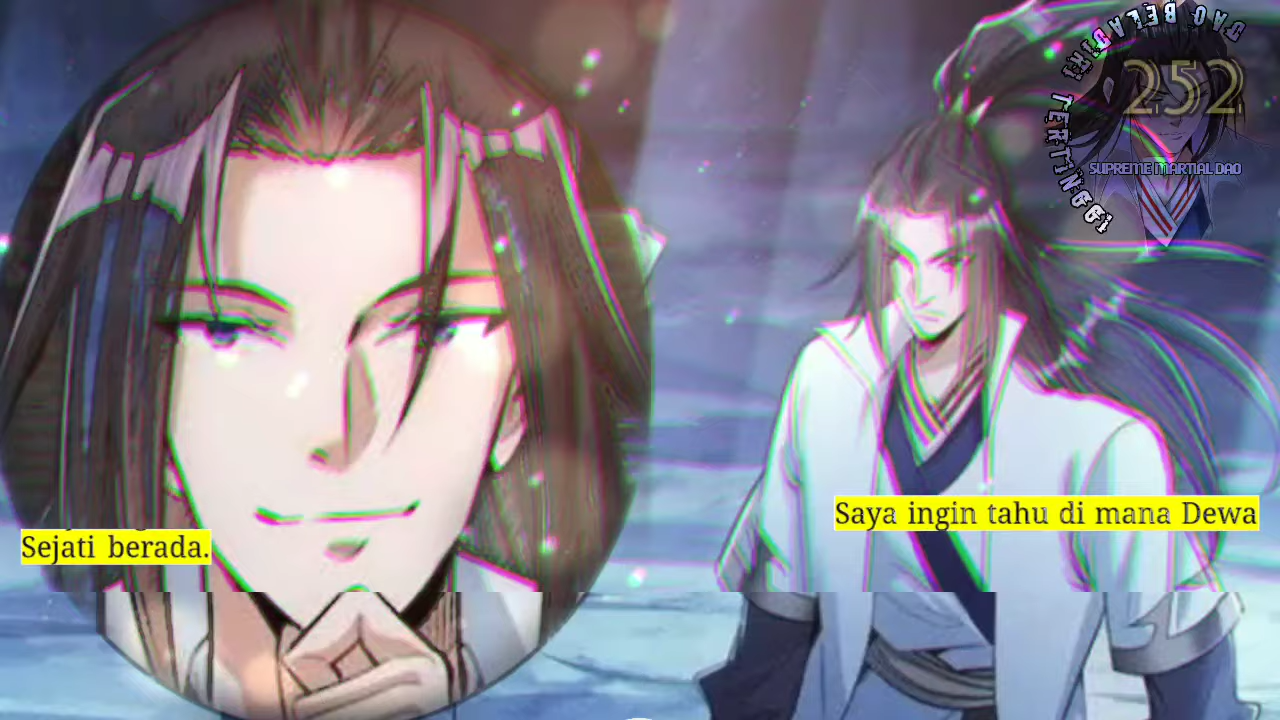 DAO BELADIRI TERTINGGI
252
SUPREME MARTIAL DAO
Saya ingin tahu di mana Dewa
Sejati berada.